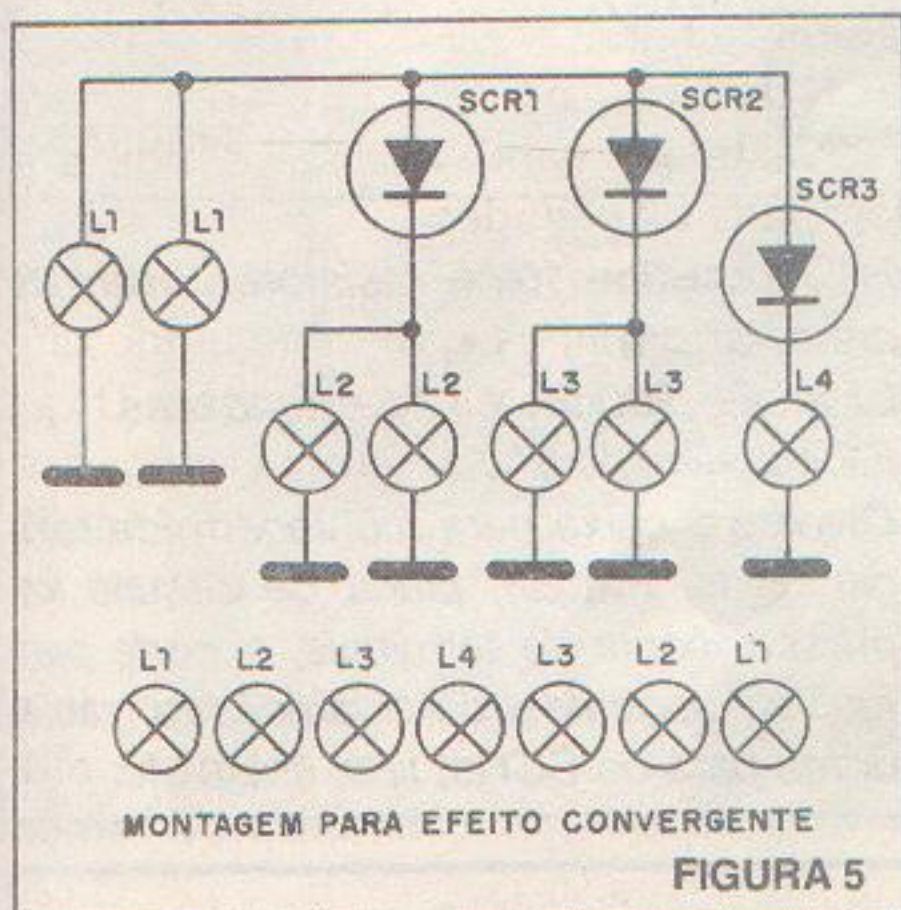 SCR1
SCR2
SCR3
L1
L1
L2
L2
L3
L3
L4
L1 L2 L3 L4 L3 L2 L1
MONTAGEM PARA EFEITO CONVERGENTE
FIGURA 5